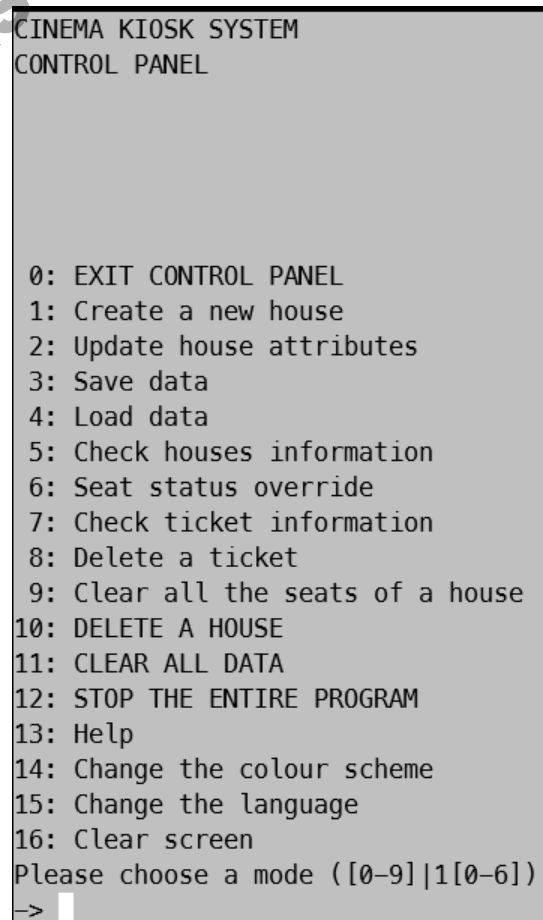 CINEMA KIOSK SYSTEM
CONTROL PANEL
0: EXIT CONTROL PANEL
1: Create a new house
2: Update house attributes
3: Save data
4: Load data
5: Check houses information
6: Seat status override
7: Check ticket information
8: Delete a ticket
9: Clear all the seats of a house
10: DELETE A HOUSE
11: CLEAR ALL DATA
12: STOP THE ENTIRE PROGRAM
13: Help
14: Change the colour scheme
15: Change the language
16: Clear screen
Please choose a mode ([0–9]|1[0–6])
–>